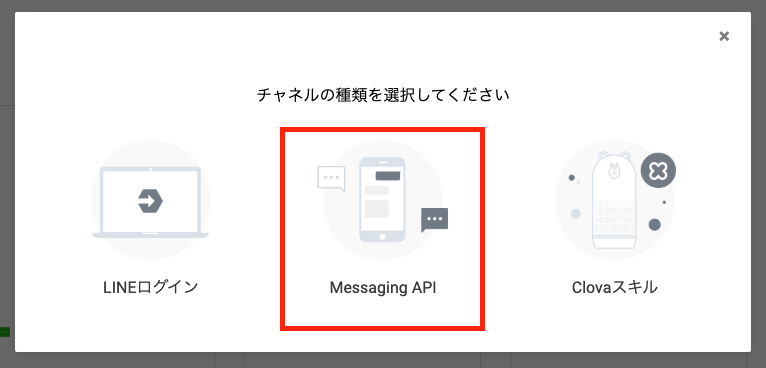 チャネルの種類を選択してください
LINEログイン
Messaging API
Clovaスキル